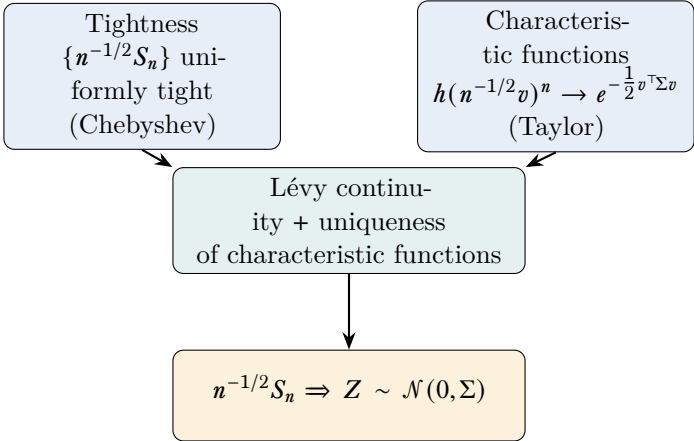 Tightness
{n^{-1/2}S_n} uni-
formly tight
(Chebyshev)
Characteris-
tic functions
h(n^{-1/2}v)^n → e^{-\frac{1}{2}v^⊤Σv}
(Taylor)
Lévy continu-
ity + uniqueness
of characteristic functions
n^{-1/2}S_n ⇒ Z ∼ 𝒩(0, Σ)